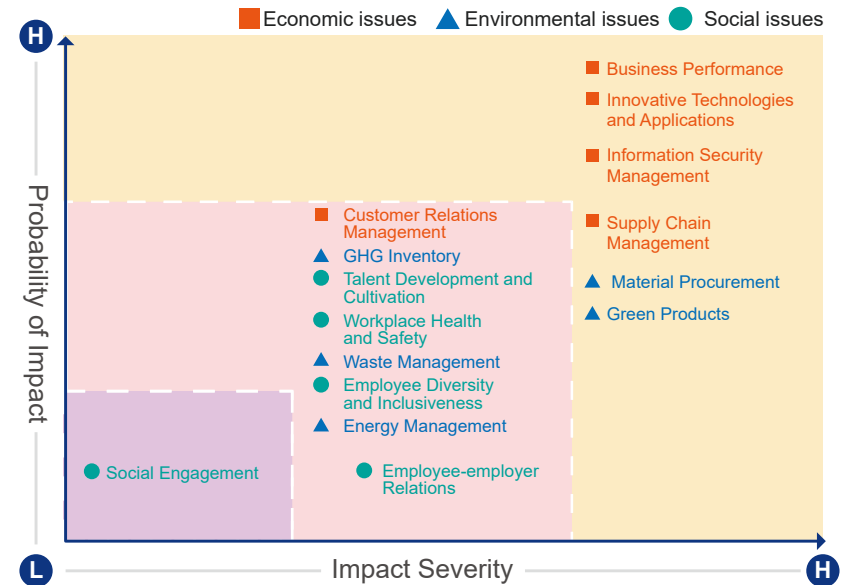 Economic issues
Environmental issues
Social issues
H
Probability of Impact
Business Performance
Innovative Technologies
and Applications
Information Security
Management
Supply Chain
Management
Material Procurement
Green Products
Customer Relations
Management
GHG Inventory
Talent Development and
Cultivation
Workplace Health
and Safety
Waste Management
Employee Diversity
and Inclusiveness
Energy Management
Employee-employer
Relations
Social Engagement
L
Impact Severity
H